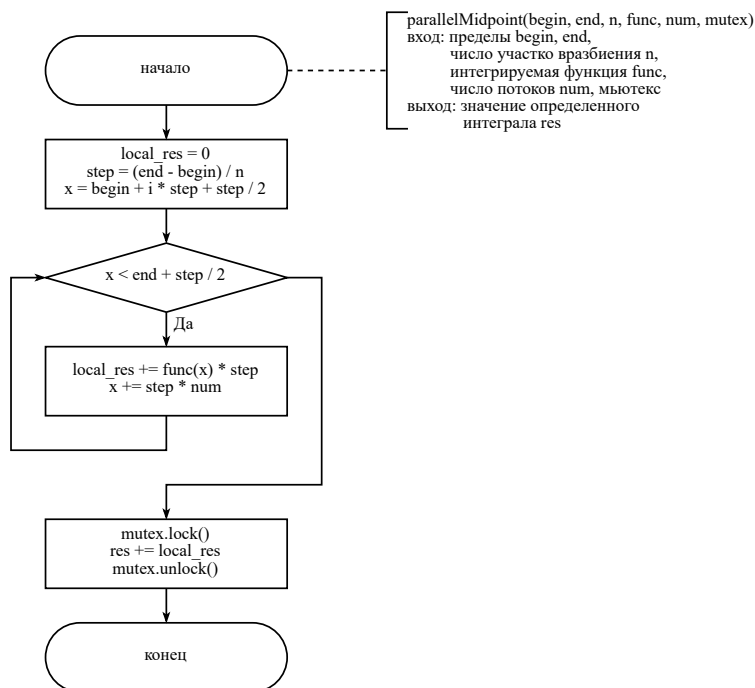 parallelMidpoint(begin, end, n, func, num, mutex)
вход: пределы begin, end,
число участко вразбиения n,
интегрируемая функция func,
число потоков num, мьютекс
выход: значение определенного
интеграла res
начало
local_res = 0
step = (end - begin) / n
x = begin + i * step + step / 2
x < end + step / 2
Да
local_res += func(x) * step
x += step * num
mutex.lock()
res += local_res
mutex.unlock()
конец